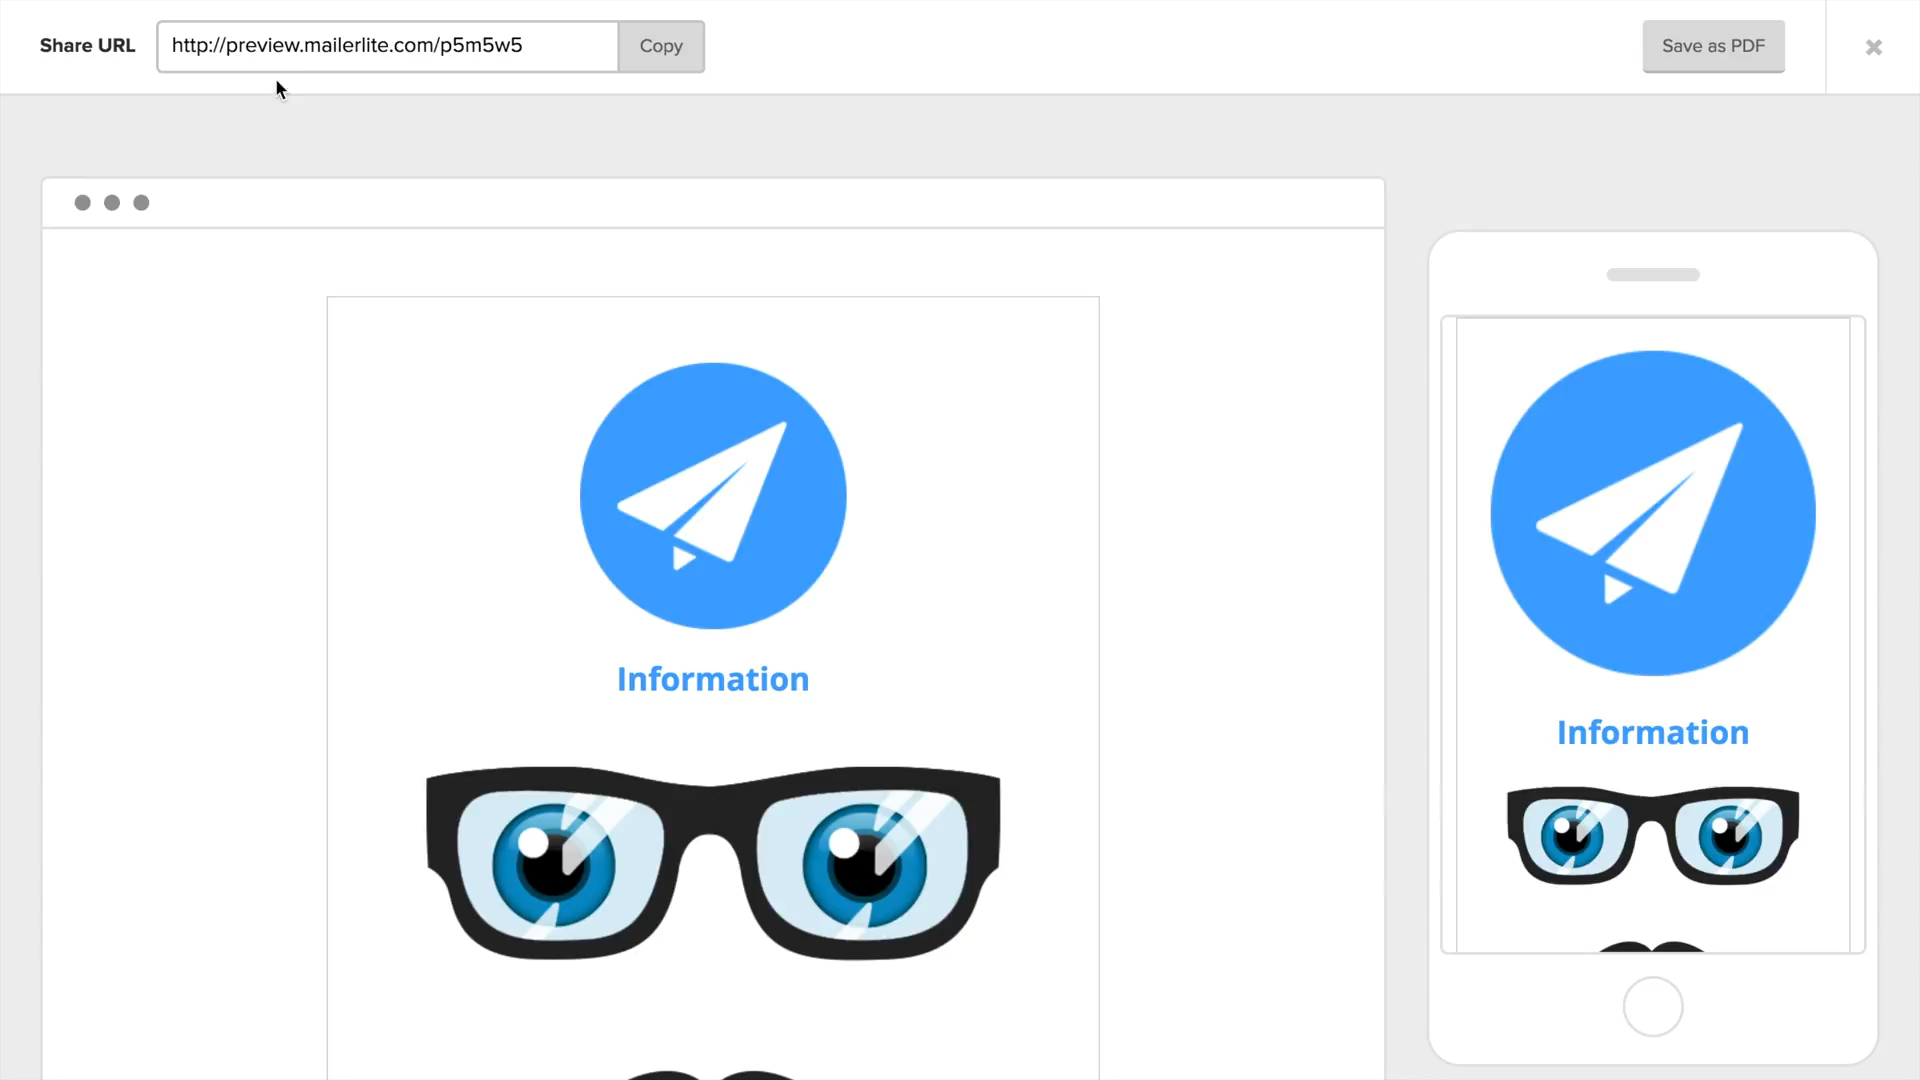 Share URL
http://preview.mailerlite.com/p5m5w5
Copy
Save as PDF
Information
Information